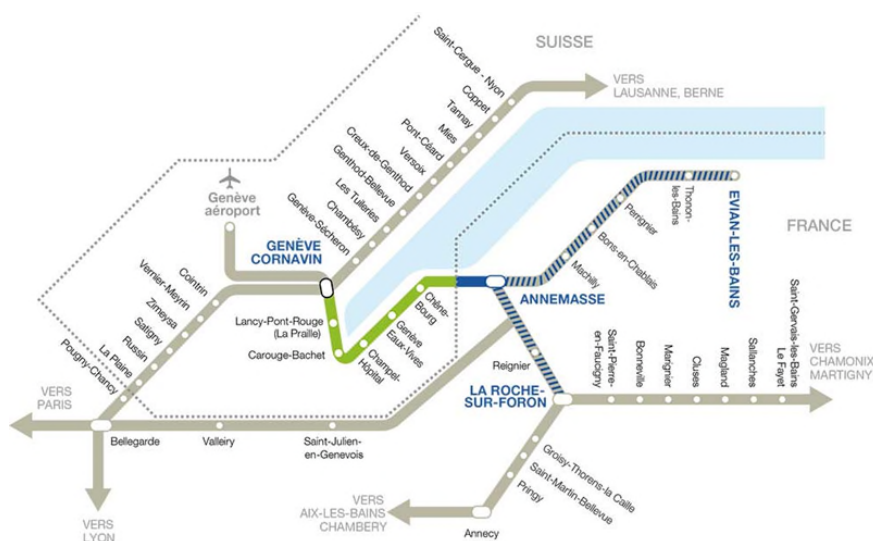 SUISSE
VERS
LAUSANNE, BERNE
Saint-Cergue - Nyon
Coppet
Tannay
Mies
Pont-Céard
Versoix
Creux-de-Genthod
Genthod-Bellevue
Les Tuileries
Chambésy
Genève-Sécheron
Genève
aéroport
GENÈVE
CORNAVIN
Cointrin
Vernier-Meyrin
Zimeysa
Satigny
Russin
La Plaine
Pougny-Chancy
Lancy-Pont-Rouge
(La Praille)
Carouge-Bachet
Champel-
Hôpital
Genève
Eaux-Vives
Chêne-
Bourg
ANNEMASSE
Machilly
Bons-en-Chablais
Perrignier
Thonon-
les-Bains
EVIAN-LES-BAINS
FRANCE
Reignier
LA ROCHE-
SUR-FORON
Saint-Pierre-
en-Faucigny
Bonneville
Marignier
Cluses
Magland
Sallanches
Saint-Gervais-les-Bains
Le Fayet
VERS
CHAMONIX
MARTIGNY
VERS
PARIS
Bellegarde
Valleiry
Saint-Julien-
en-Genevois
VERS
LYON
Groisy-Thorens-la Caille
Saint-Martin-Bellevue
Pringy
Annecy
VERS
AIX-LES-BAINS
CHAMBERY